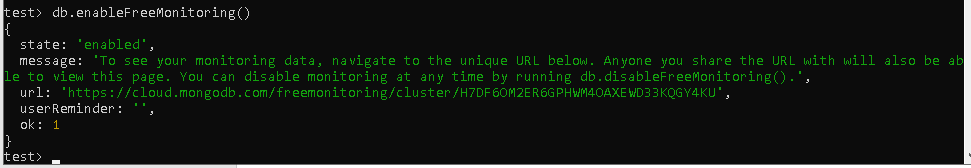 test> db.enableFreeMonitoring()
{
  state: 'enabled',
  message: 'To see your monitoring data, navigate to the unique URL below. Anyone you share the URL with will also be ab
le to view this page. You can disable monitoring at any time by running db.disableFreeMonitoring().',
  url: 'https://cloud.mongodb.com/freemonitoring/cluster/H7DF6OM2ER6GPHWM4OAXEWD33KQGY4KU',
  userReminder: '',
  ok: 1
}
test>